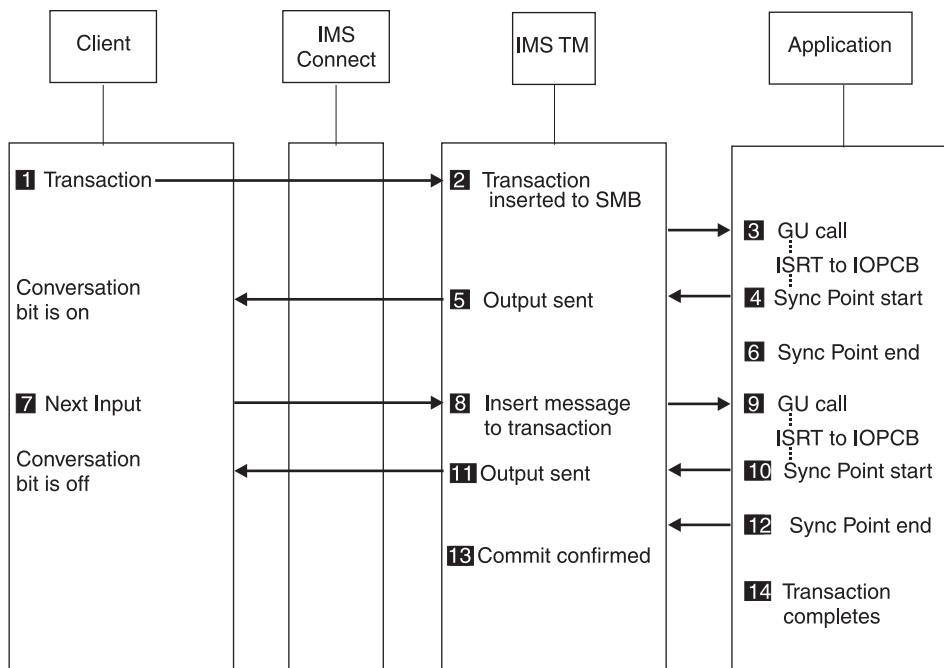 Client
IMS
Connect
IMS TM
Application
1 Transaction
2 Transaction
inserted to SMB
3 GU call
ISRT to IOPCB
Conversation
bit is on
5 Output sent
4 Sync Point start
6 Sync Point end
7 Next Input
8 Insert message
to transaction
9 GU call
ISRT to IOPCB
Conversation
bit is off
11 Output sent
10 Sync Point start
12 Sync Point end
13 Commit confirmed
14 Transaction
completes